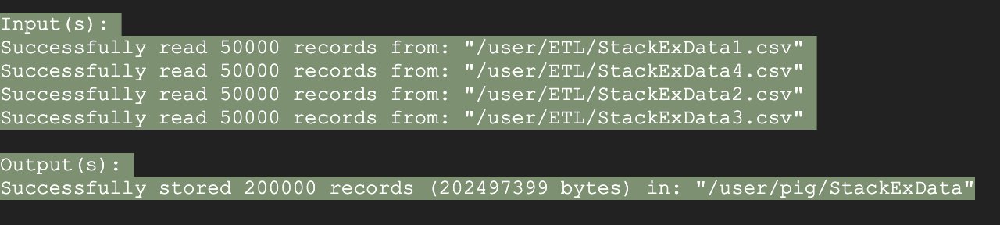 Input(s):
Successfully read 50000 records from: "/user/ETL/StackExData1.csv"
Successfully read 50000 records from: "/user/ETL/StackExData4.csv"
Successfully read 50000 records from: "/user/ETL/StackExData2.csv"
Successfully read 50000 records from: "/user/ETL/StackExData3.csv"
Output(s):
Successfully stored 200000 records (202497399 bytes) in: "/user/pig/StackExData"